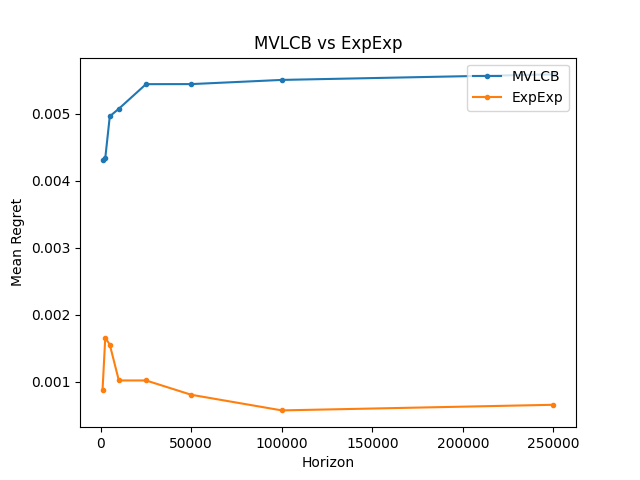 MVLCB vs ExpExp
MVLCB
ExpExp
Mean Regret
0.005
0.004
0.003
0.002
0.001
0
50000
100000
150000
200000
250000
Horizon